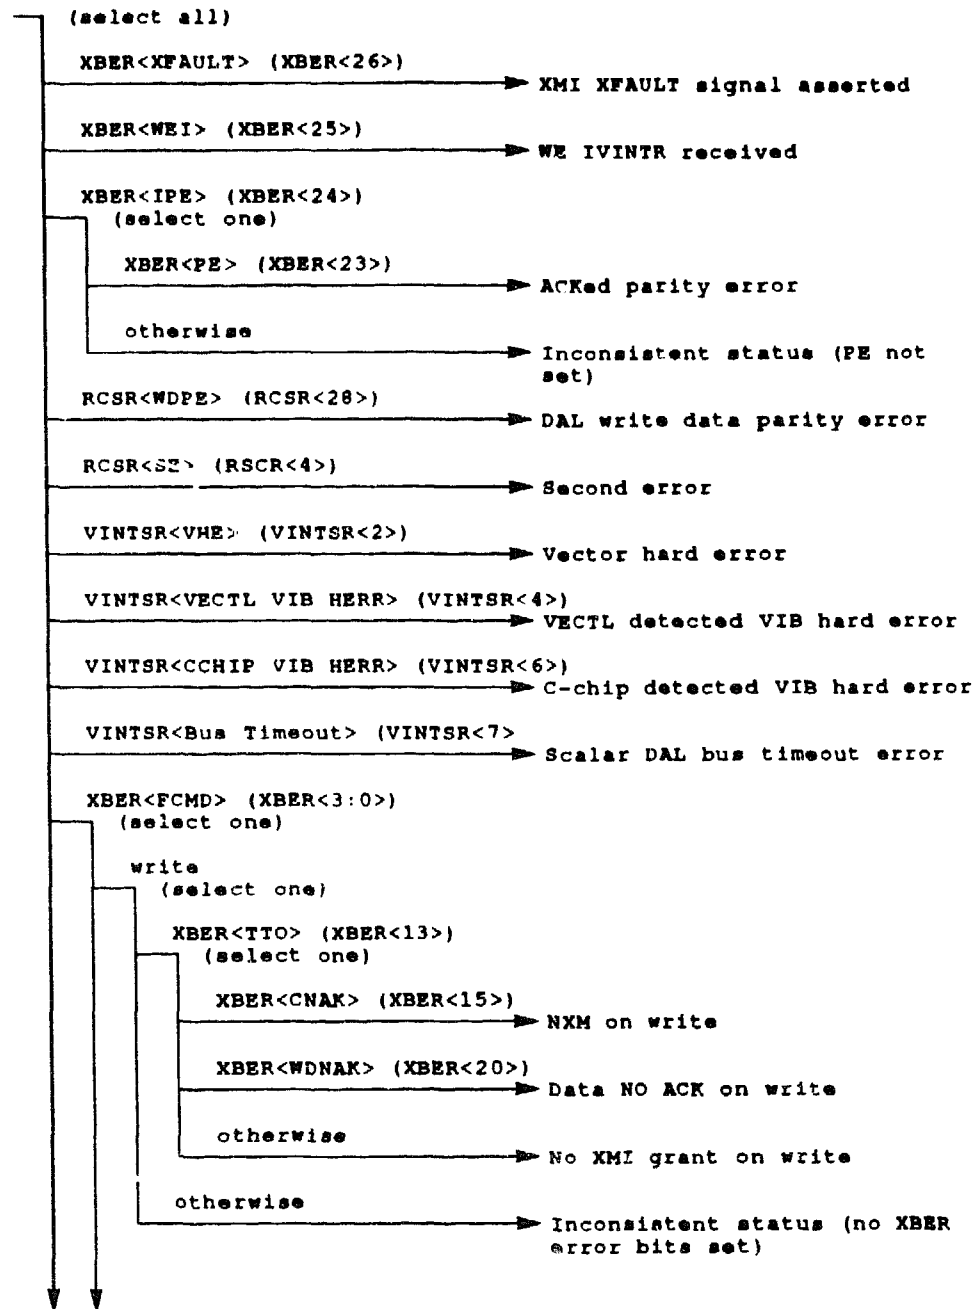 (select all)
XBER<XFAULT> (XBER<26>)
XMI XFAULT signal asserted
XBER<WEI> (XBER<25>)
WE IVINTR received
XBER<IPE> (XBER<24>)
(select one)
XBER<PE> (XBER<23>)
ACKed parity error
otherwise
Inconsistent status (PE not
set)
RCSR<WDPE> (RCSR<28>)
DAL write data parity error
RCSR<SE> (RSCR<4>)
Second error
VINTSR<VHE> (VINTSR<2>)
Vector hard error
VINTSR<VECTL VIB HERR> (VINTSR<4>)
VECTL detected VIB hard error
VINTSR<CCHIP VIB HERR> (VINTSR<6>)
C-chip detected VIB hard error
VINTSR<Bus Timeout> (VINTSR<7>
Scalar DAL bus timeout error
XBER<FCMD> (XBER<3:0>)
(select one)
write
(select one)
XBER<TTO> (XBER<13>)
(select one)
XBER<CNAK> (XBER<15>)
NXM on write
XBER<WDNAK> (XBER<20>)
Data NO ACK on write
otherwise
No XMI grant on write
otherwise
Inconsistent status (no XBER
error bits set)